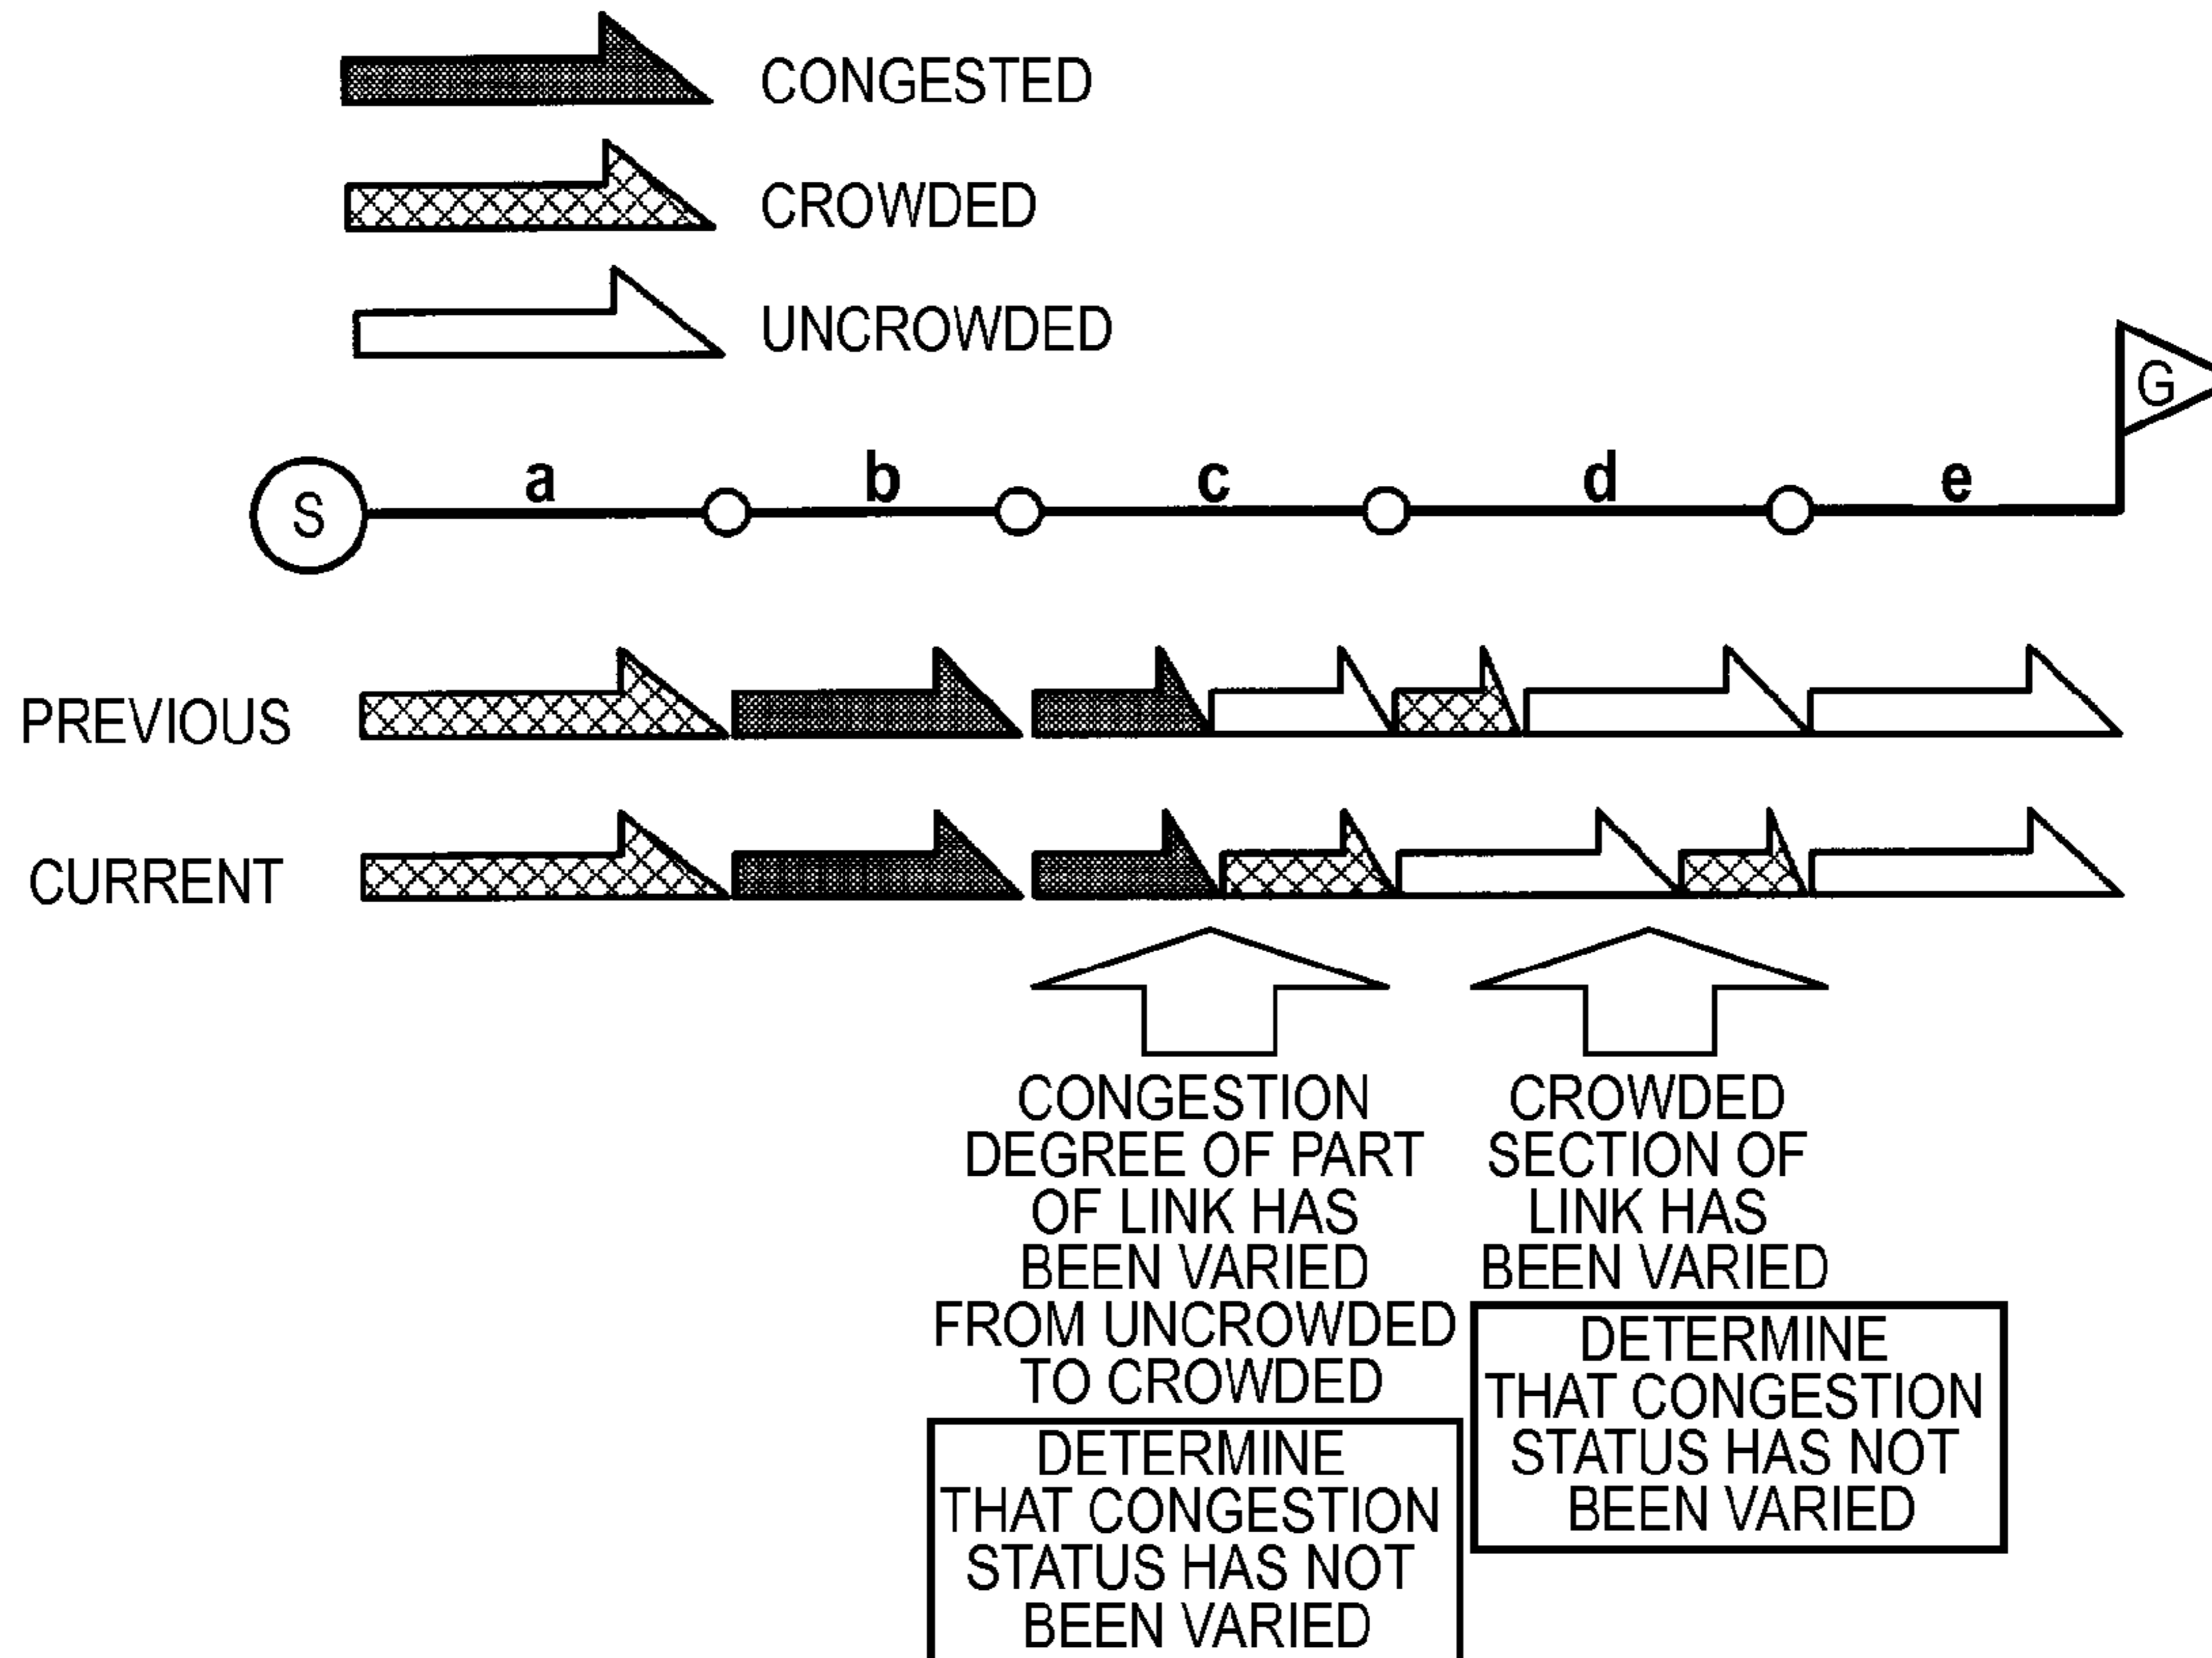 CONGESTED
CROWDED
UNCROWDED
G
S
a
b
c
d
e
PREVIOUS
CURRENT
CONGESTION
DEGREE OF PART
OF LINK HAS
BEEN VARIED
FROM UNCROWDED
TO CROWDED
DETERMINE
THAT CONGESTION
STATUS HAS NOT
BEEN VARIED
CROWDED
SECTION OF
LINK HAS
BEEN VARIED
DETERMINE
THAT CONGESTION
STATUS HAS NOT
BEEN VARIED